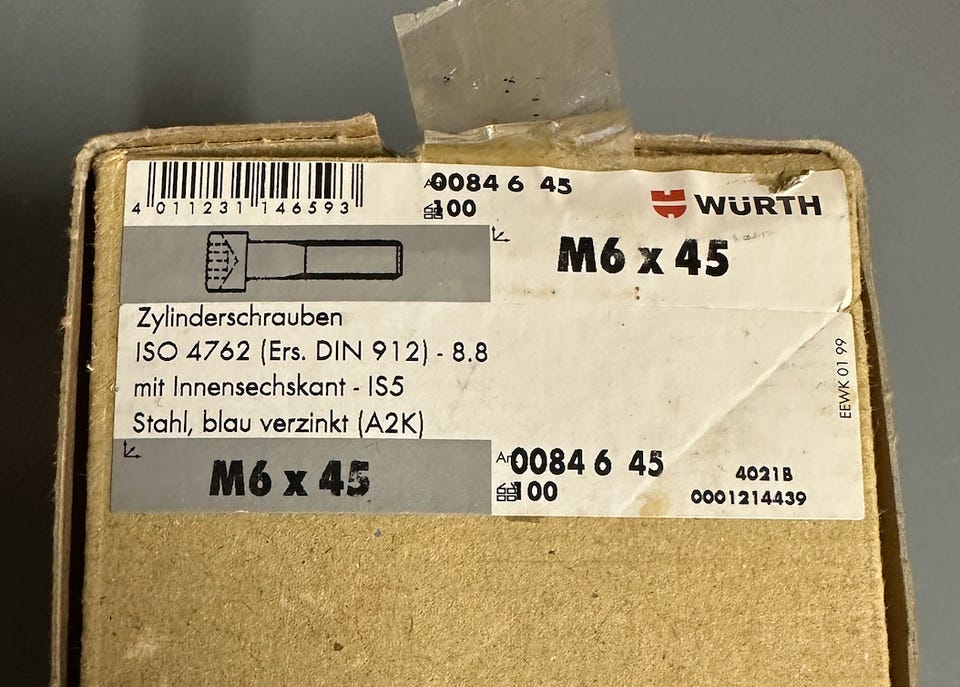 4 011231 146593
0084 6 45
100
WÜRTH
M6 x 45
Zylinderschrauben
ISO 4762 (Ers. DIN 912) - 8.8
mit Innensechskant - IS5
Stahl, blau verzinkt (A2K)
EEWK 01 99
M6 x 45
0084 6 45
100
4021B
0001214439